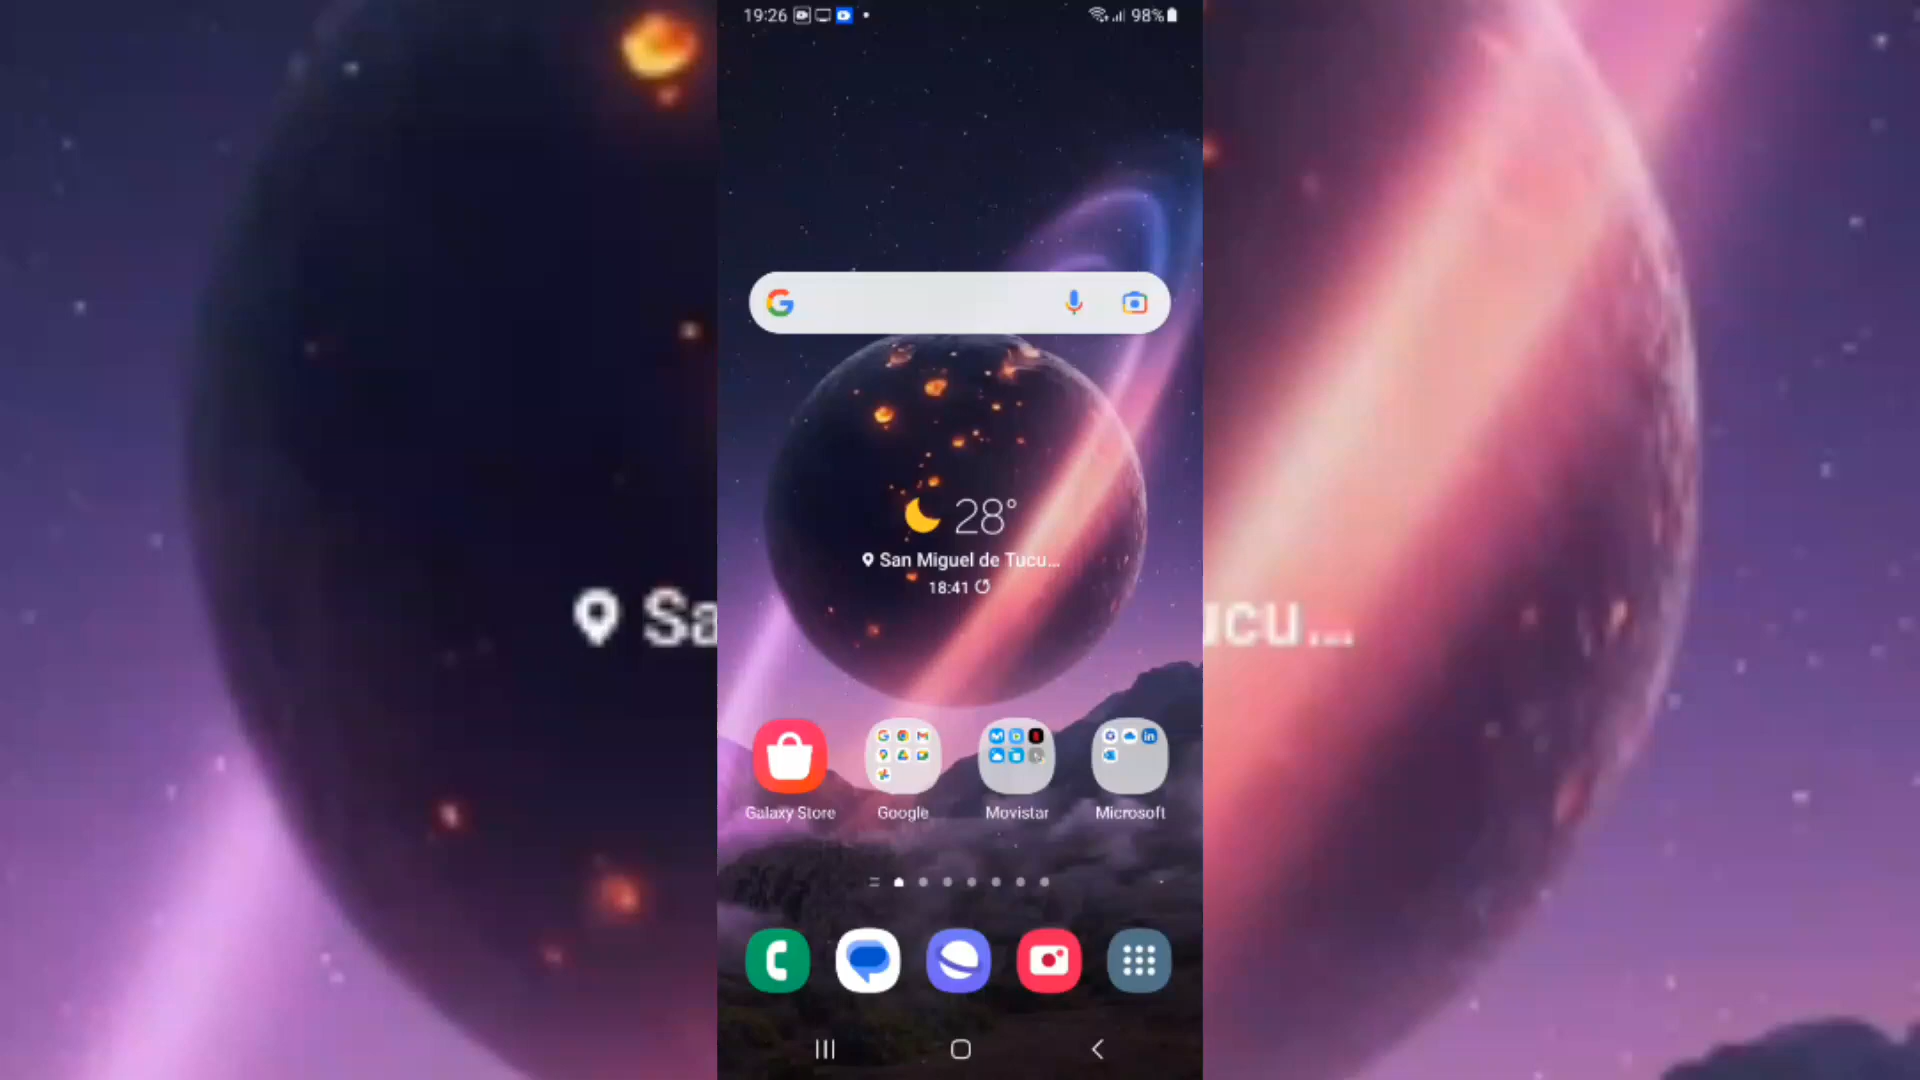 19:26
98%
28°
San Miguel de Tucu...
18:41
Sa
ucu...
Galaxy Store
Google
Movistar
Microsoft